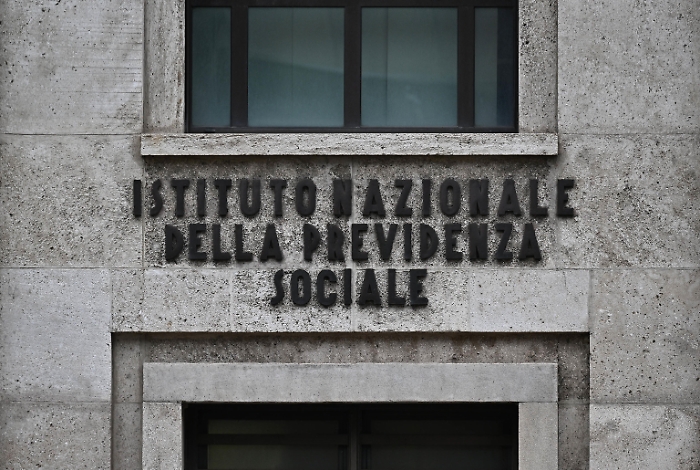 ISTITUTO NAZIONALE
DELLA PREVIDENZA
SOCIALE